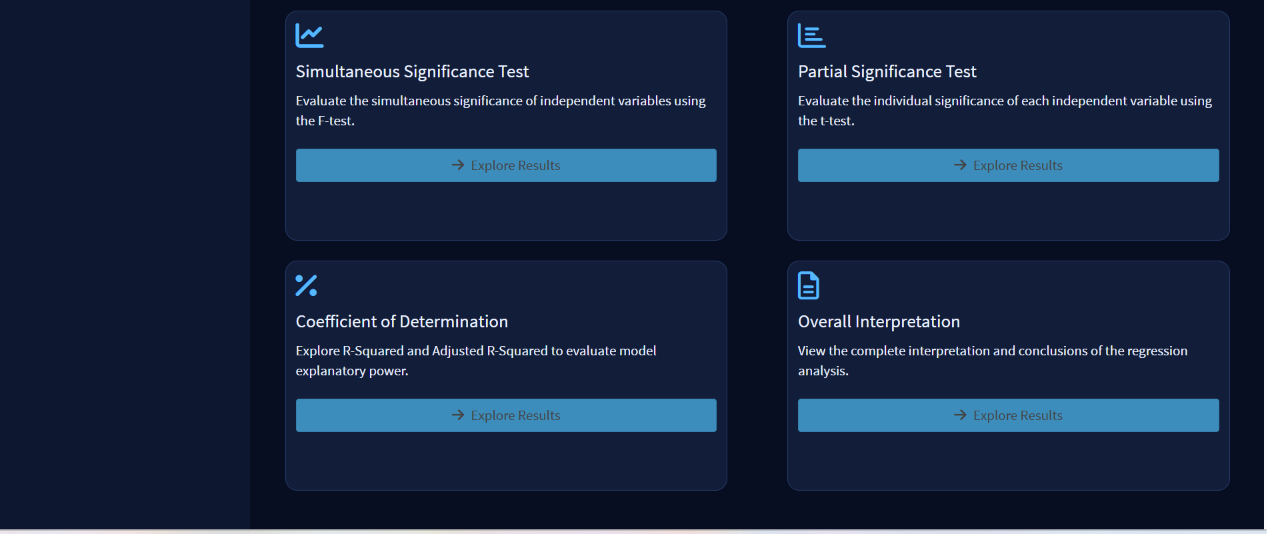 Simultaneous Significance Test
Evaluate the simultaneous significance of independent variables using
the F-test.
Explore Results
Partial Significance Test
Evaluate the individual significance of each independent variable using
the t-test.
Explore Results
Coefficient of Determination
Explore R-Squared and Adjusted R-Squared to evaluate model
explanatory power.
Explore Results
Overall Interpretation
View the complete interpretation and conclusions of the regression
analysis.
Explore Results